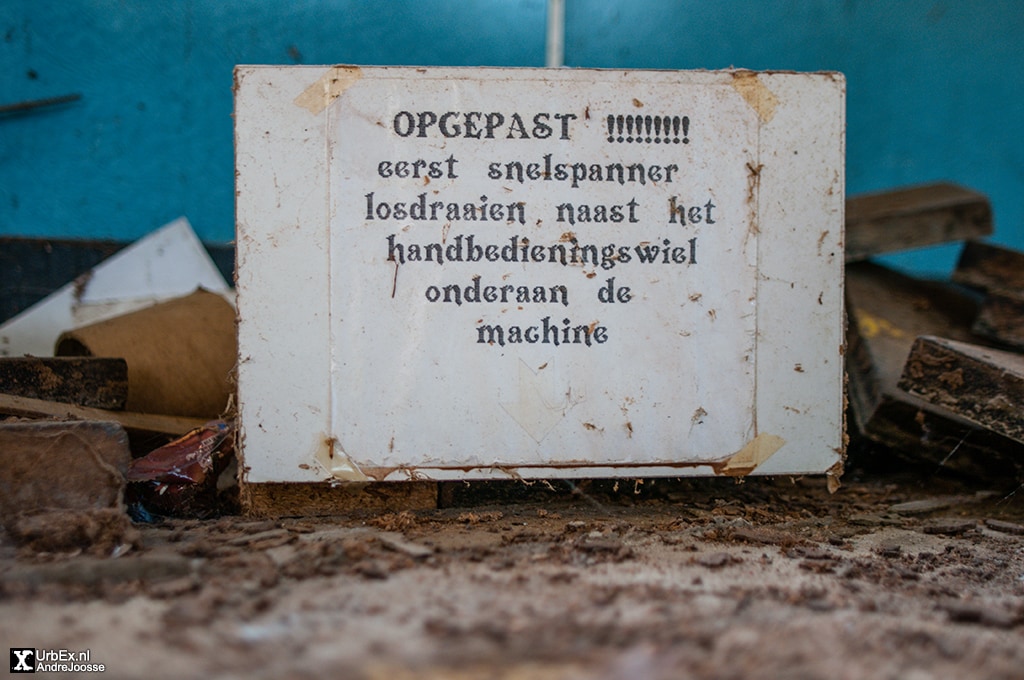 OPGEPAST !!!!!!!!!
eerst snelspanner
losdraaien naast het
handbedieningswiel
onderaan de
machine
X UrbEx.nl
AndreJoosse